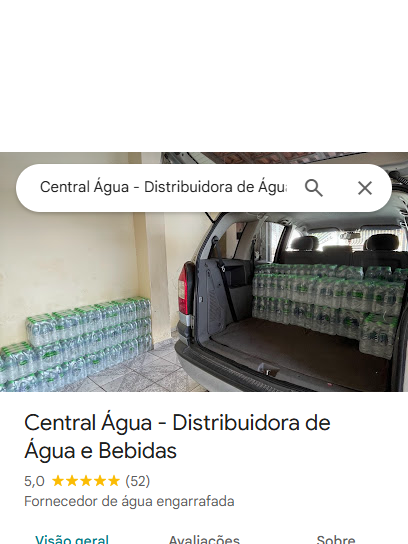 Central Água - Distribuidora de Água
Central Água - Distribuidora de
Água e Bebidas
5,0 ★★★★★ (52)
Fornecedor de água engarrafada
Visão geral Avaliações Sobre